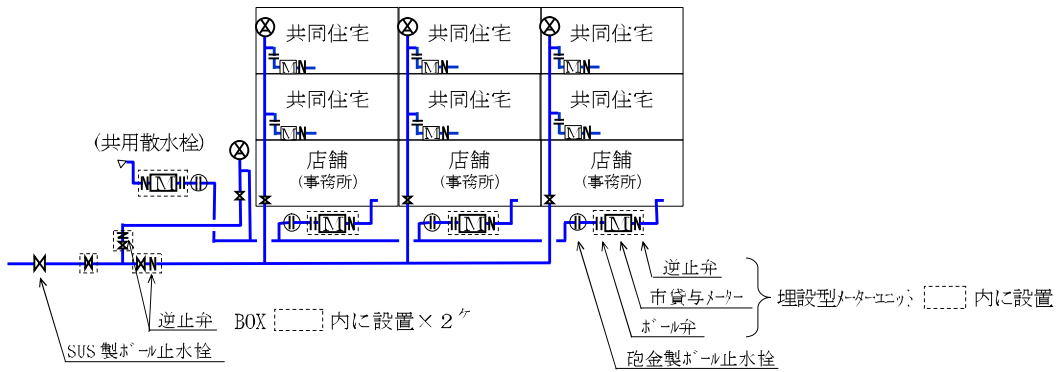 共同住宅 共同住宅 共同住宅
共同住宅 共同住宅 共同住宅
(共用散水栓)
店舗 店舗 店舗
(事務所) (事務所) (事務所)
逆止弁
市貸与メーター
ボール弁
砲金製ボール止水栓
埋設型メーターユニット 内に設置
逆止弁 BOX 内に設置×2ヶ
SUS製ボール止水栓